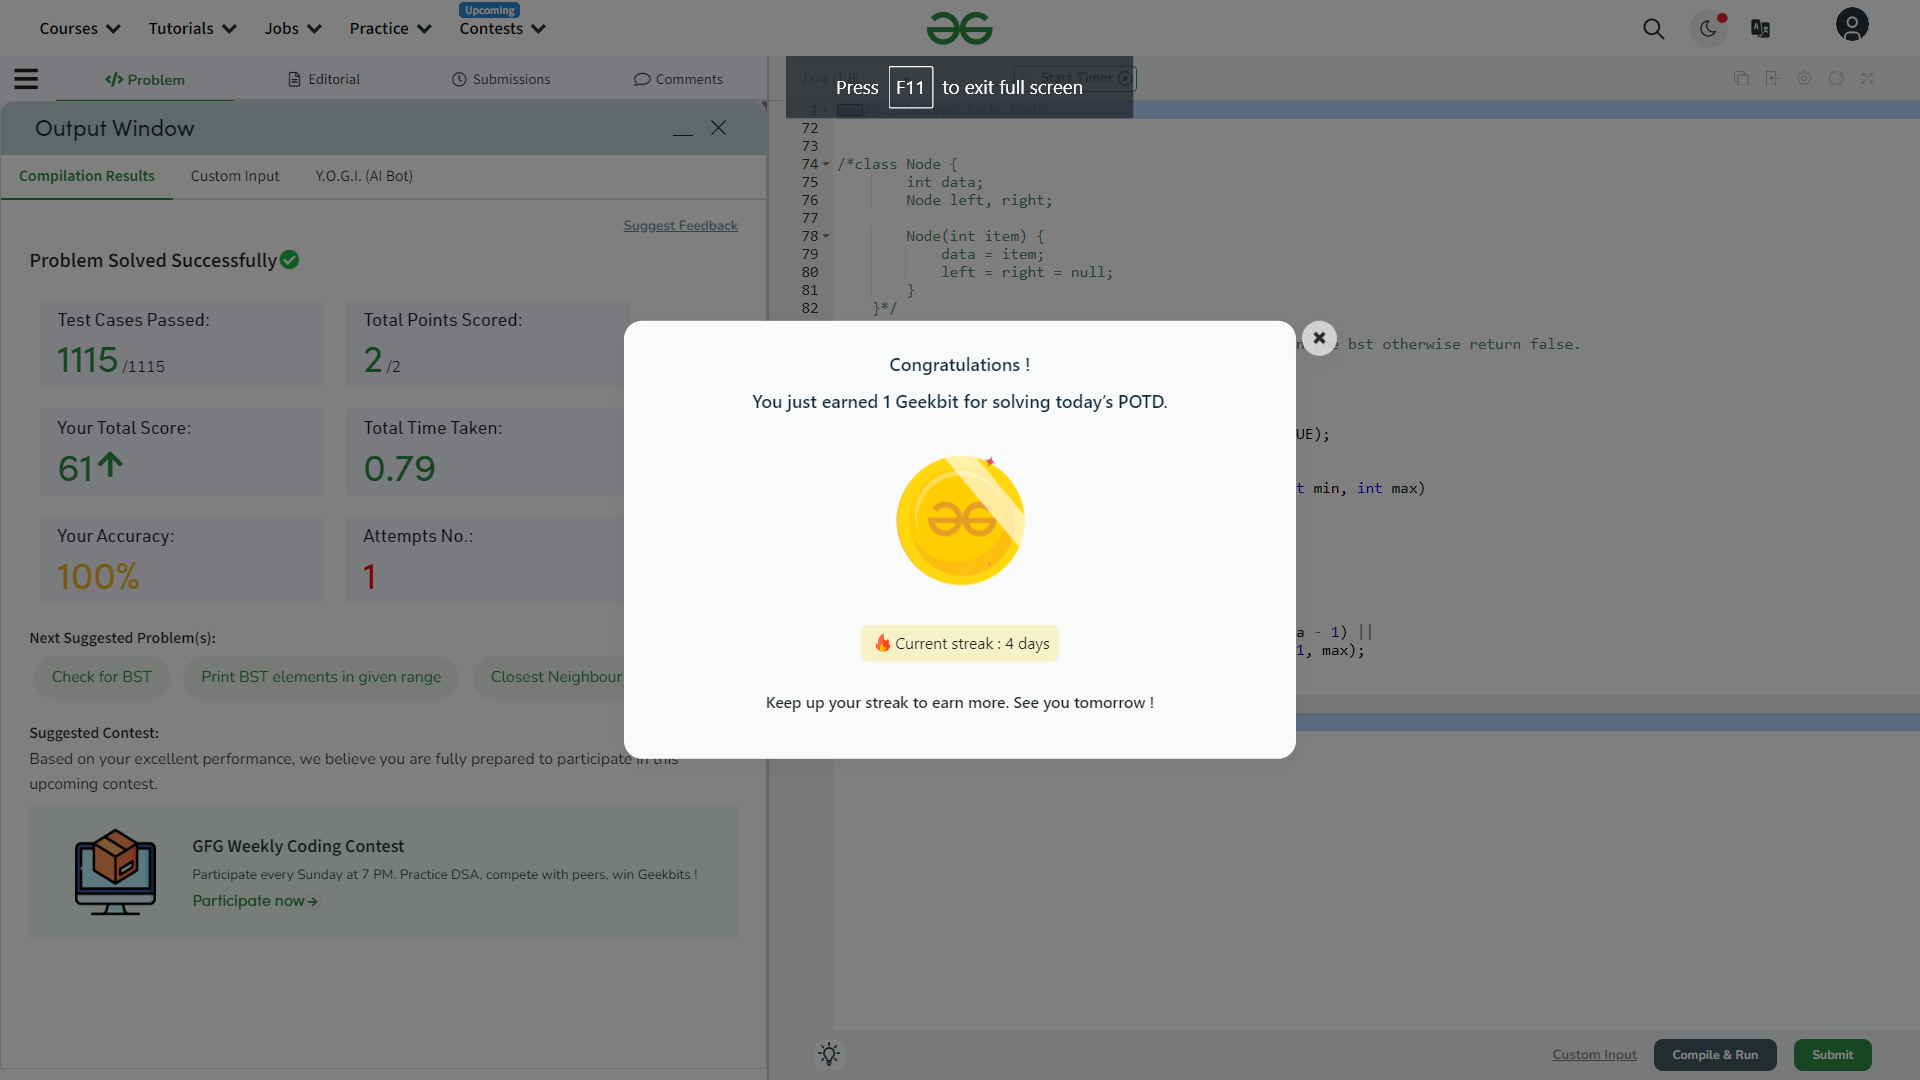 Courses
Tutorials
Jobs
Practice
Upcoming
Contests
Problem
Editorial
Submissions
Comments
Java (1.8)
Start Timer
Press F11 to exit full screen
Output Window
Compilation Results
Custom Input
Y.O.G.I. (AI Bot)
Suggest Feedback
Problem Solved Successfully
Test Cases Passed:
1115 /1115
Total Points Scored:
2 /2
Your Total Score:
61
Total Time Taken:
0.79
Your Accuracy:
100%
Attempts No.:
1
Next Suggested Problem(s):
Check for BST
Print BST elements in given range
Closest Neighbour
Suggested Contest:
Based on your excellent performance, we believe you are fully prepared to participate in this
upcoming contest.
GFG Weekly Coding Contest
Participate every Sunday at 7 PM. Practice DSA, compete with peers, win Geekbits !
Participate now
1 // } Driver Code Ends
72
73
74 /*class Node {
75 int data;
76 Node left, right;
77
78 Node(int item) {
79 data = item;
80 left = right = null;
81 }
82 }*/
bst otherwise return false.
UE);
t min, int max)
a - 1) ||
1, max);
Congratulations !
You just earned 1 Geekbit for solving today's POTD.
Current streak : 4 days
Keep up your streak to earn more. See you tomorrow !
Custom Input
Compile & Run
Submit